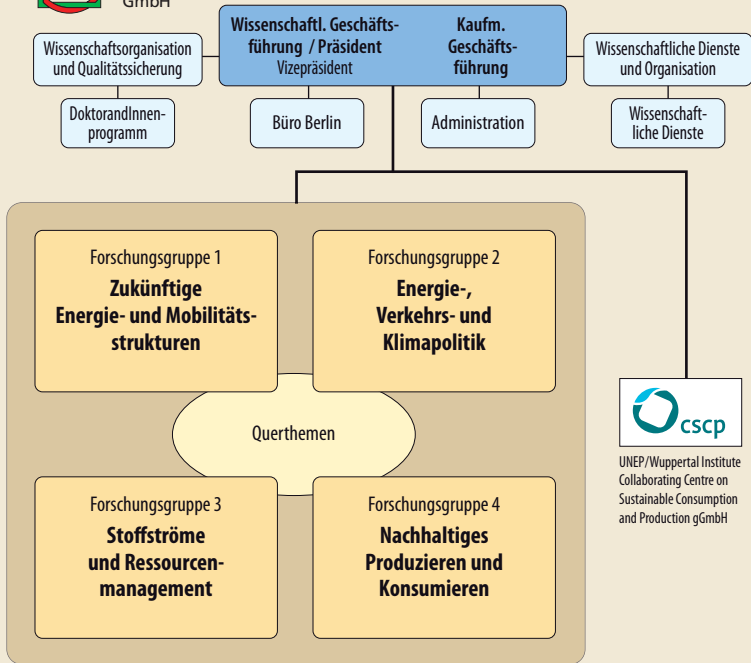 GmbH
Wissenschaftsorganisation
und Qualitätssicherung
Wissenschaftl. Geschäfts-
führung / Präsident
Vizepräsident
Kaufm.
Geschäfts-
führung
Wissenschaftliche Dienste
und Organisation
DoktorandInnen-
programm
Büro Berlin
Administration
Wissenschaft-
liche Dienste
Forschungsgruppe 1
Zukünftige
Energie- und Mobilitäts-
strukturen
Forschungsgruppe 2
Energie-,
Verkehrs- und
Klimapolitik
Querthemen
Forschungsgruppe 3
Stoffströme
und Ressourcen-
management
Forschungsgruppe 4
Nachhaltiges
Produzieren und
Konsumieren
cscp
UNEP/Wuppertal Institute
Collaborating Centre on
Sustainable Consumption
and Production gGmbH